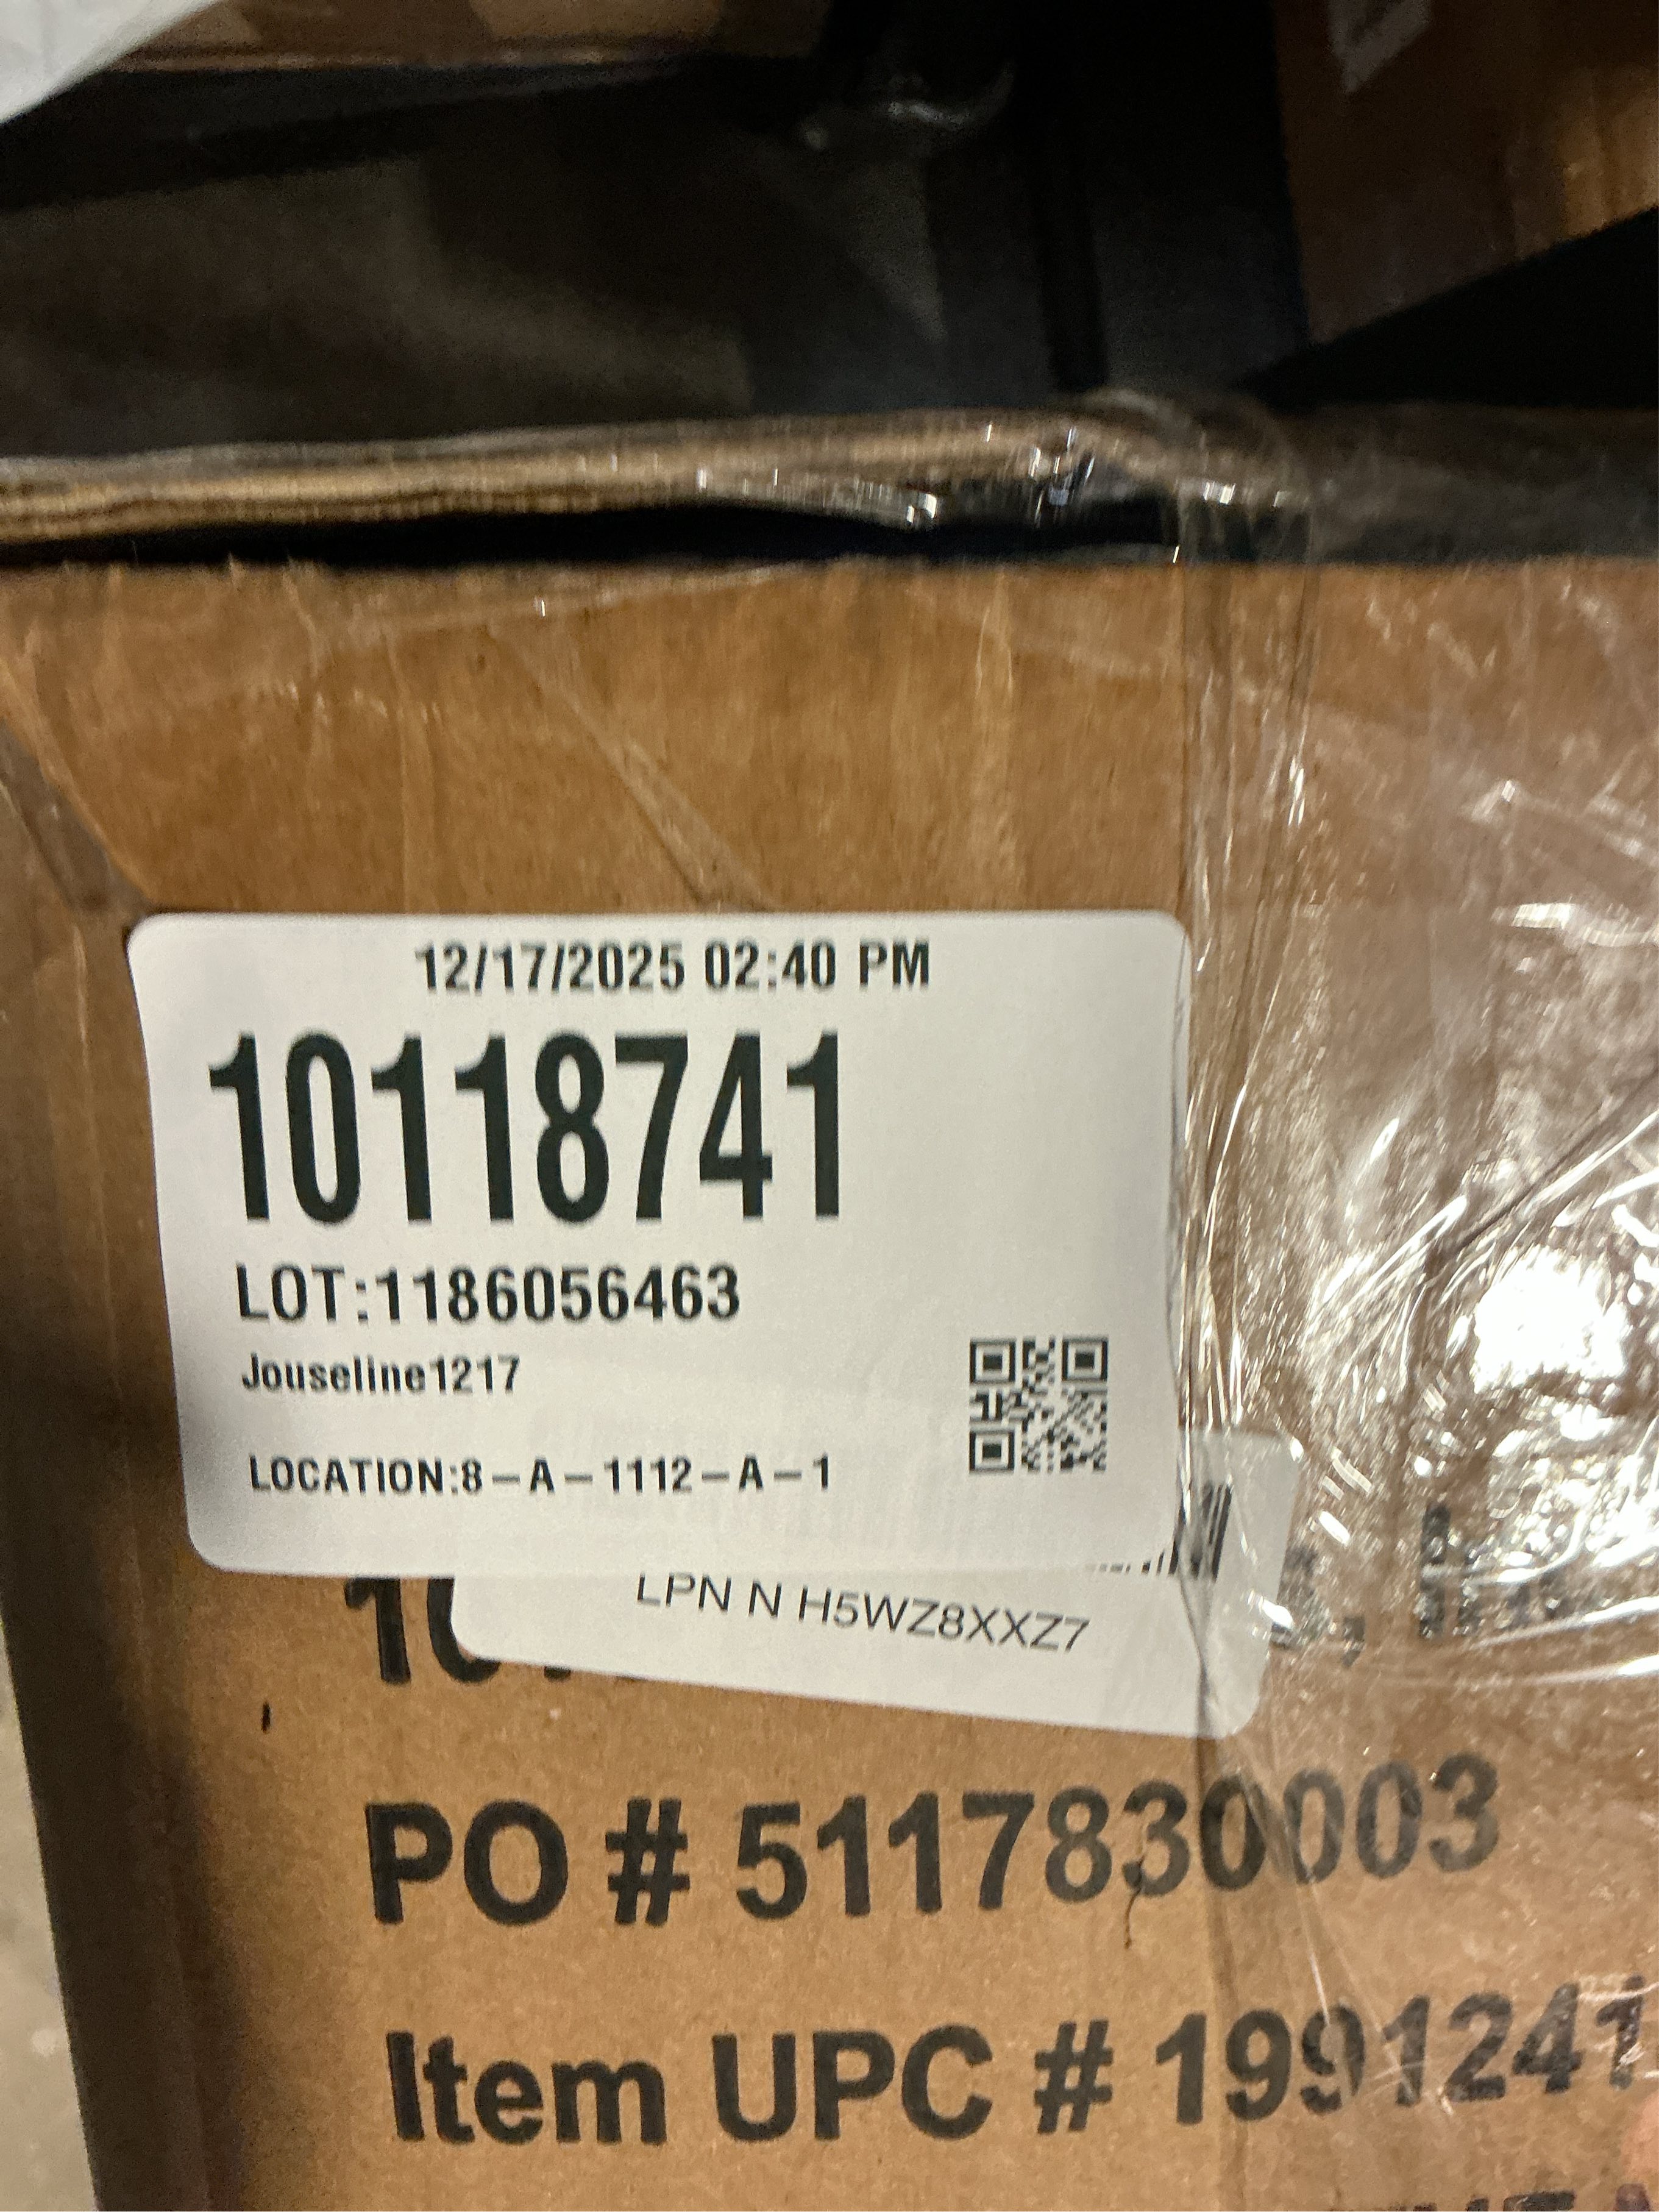 12/17/2025 02:40 PM
10118741
LOT:1186056463
Jouseline1217
LOCATION:8-A-1112-A-1
LPN N H5WZ8XXZ7
PO # 5117830003
Item UPC # 1991241